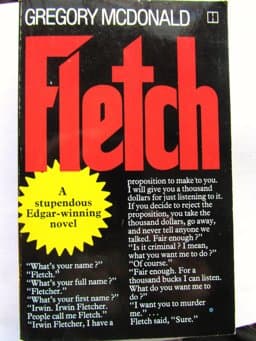 GREGORY MCDONALD
Fletch
A
stupendous
Edgar-winning
novel
"What's your name?"
"Fletch."
"What's your full name?"
"Fletcher."
"What's your first name?"
"Irwin. Irwin Fletcher.
People call me Fletch."
"Irwin Fletcher, I have a
proposition to make to you.
I will give you a thousand
dollars for just listening to it.
If you decide to reject the
proposition, you take the
thousand dollars, go away,
and never tell anyone we
talked. Fair enough?"
"Is it criminal? I mean,
what you want me to do?"
"Of course."
"Fair enough. For a
thousand bucks I can listen.
What do you want me to
do?"
"I want you to murder
me." . . .
Fletch said, "Sure."